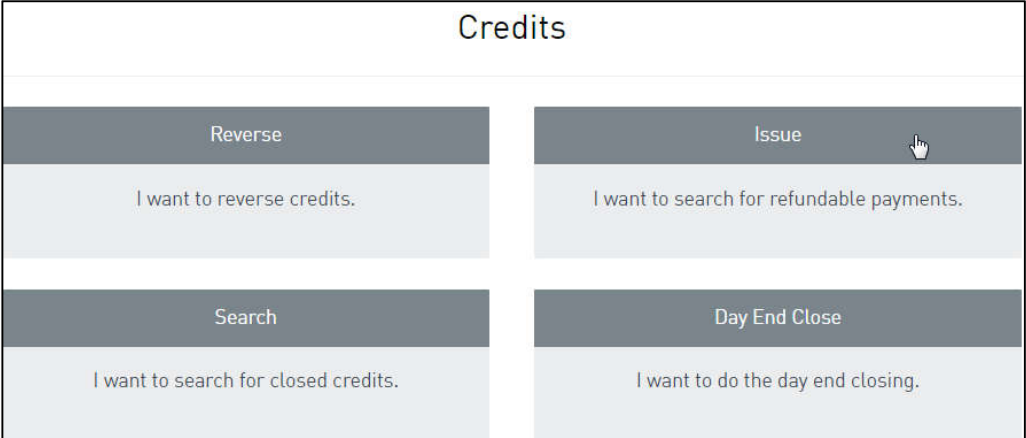 Credits
Reverse
I want to reverse credits.
Issue
I want to search for refundable payments.
Search
I want to search for closed credits.
Day End Close
I want to do the day end closing.